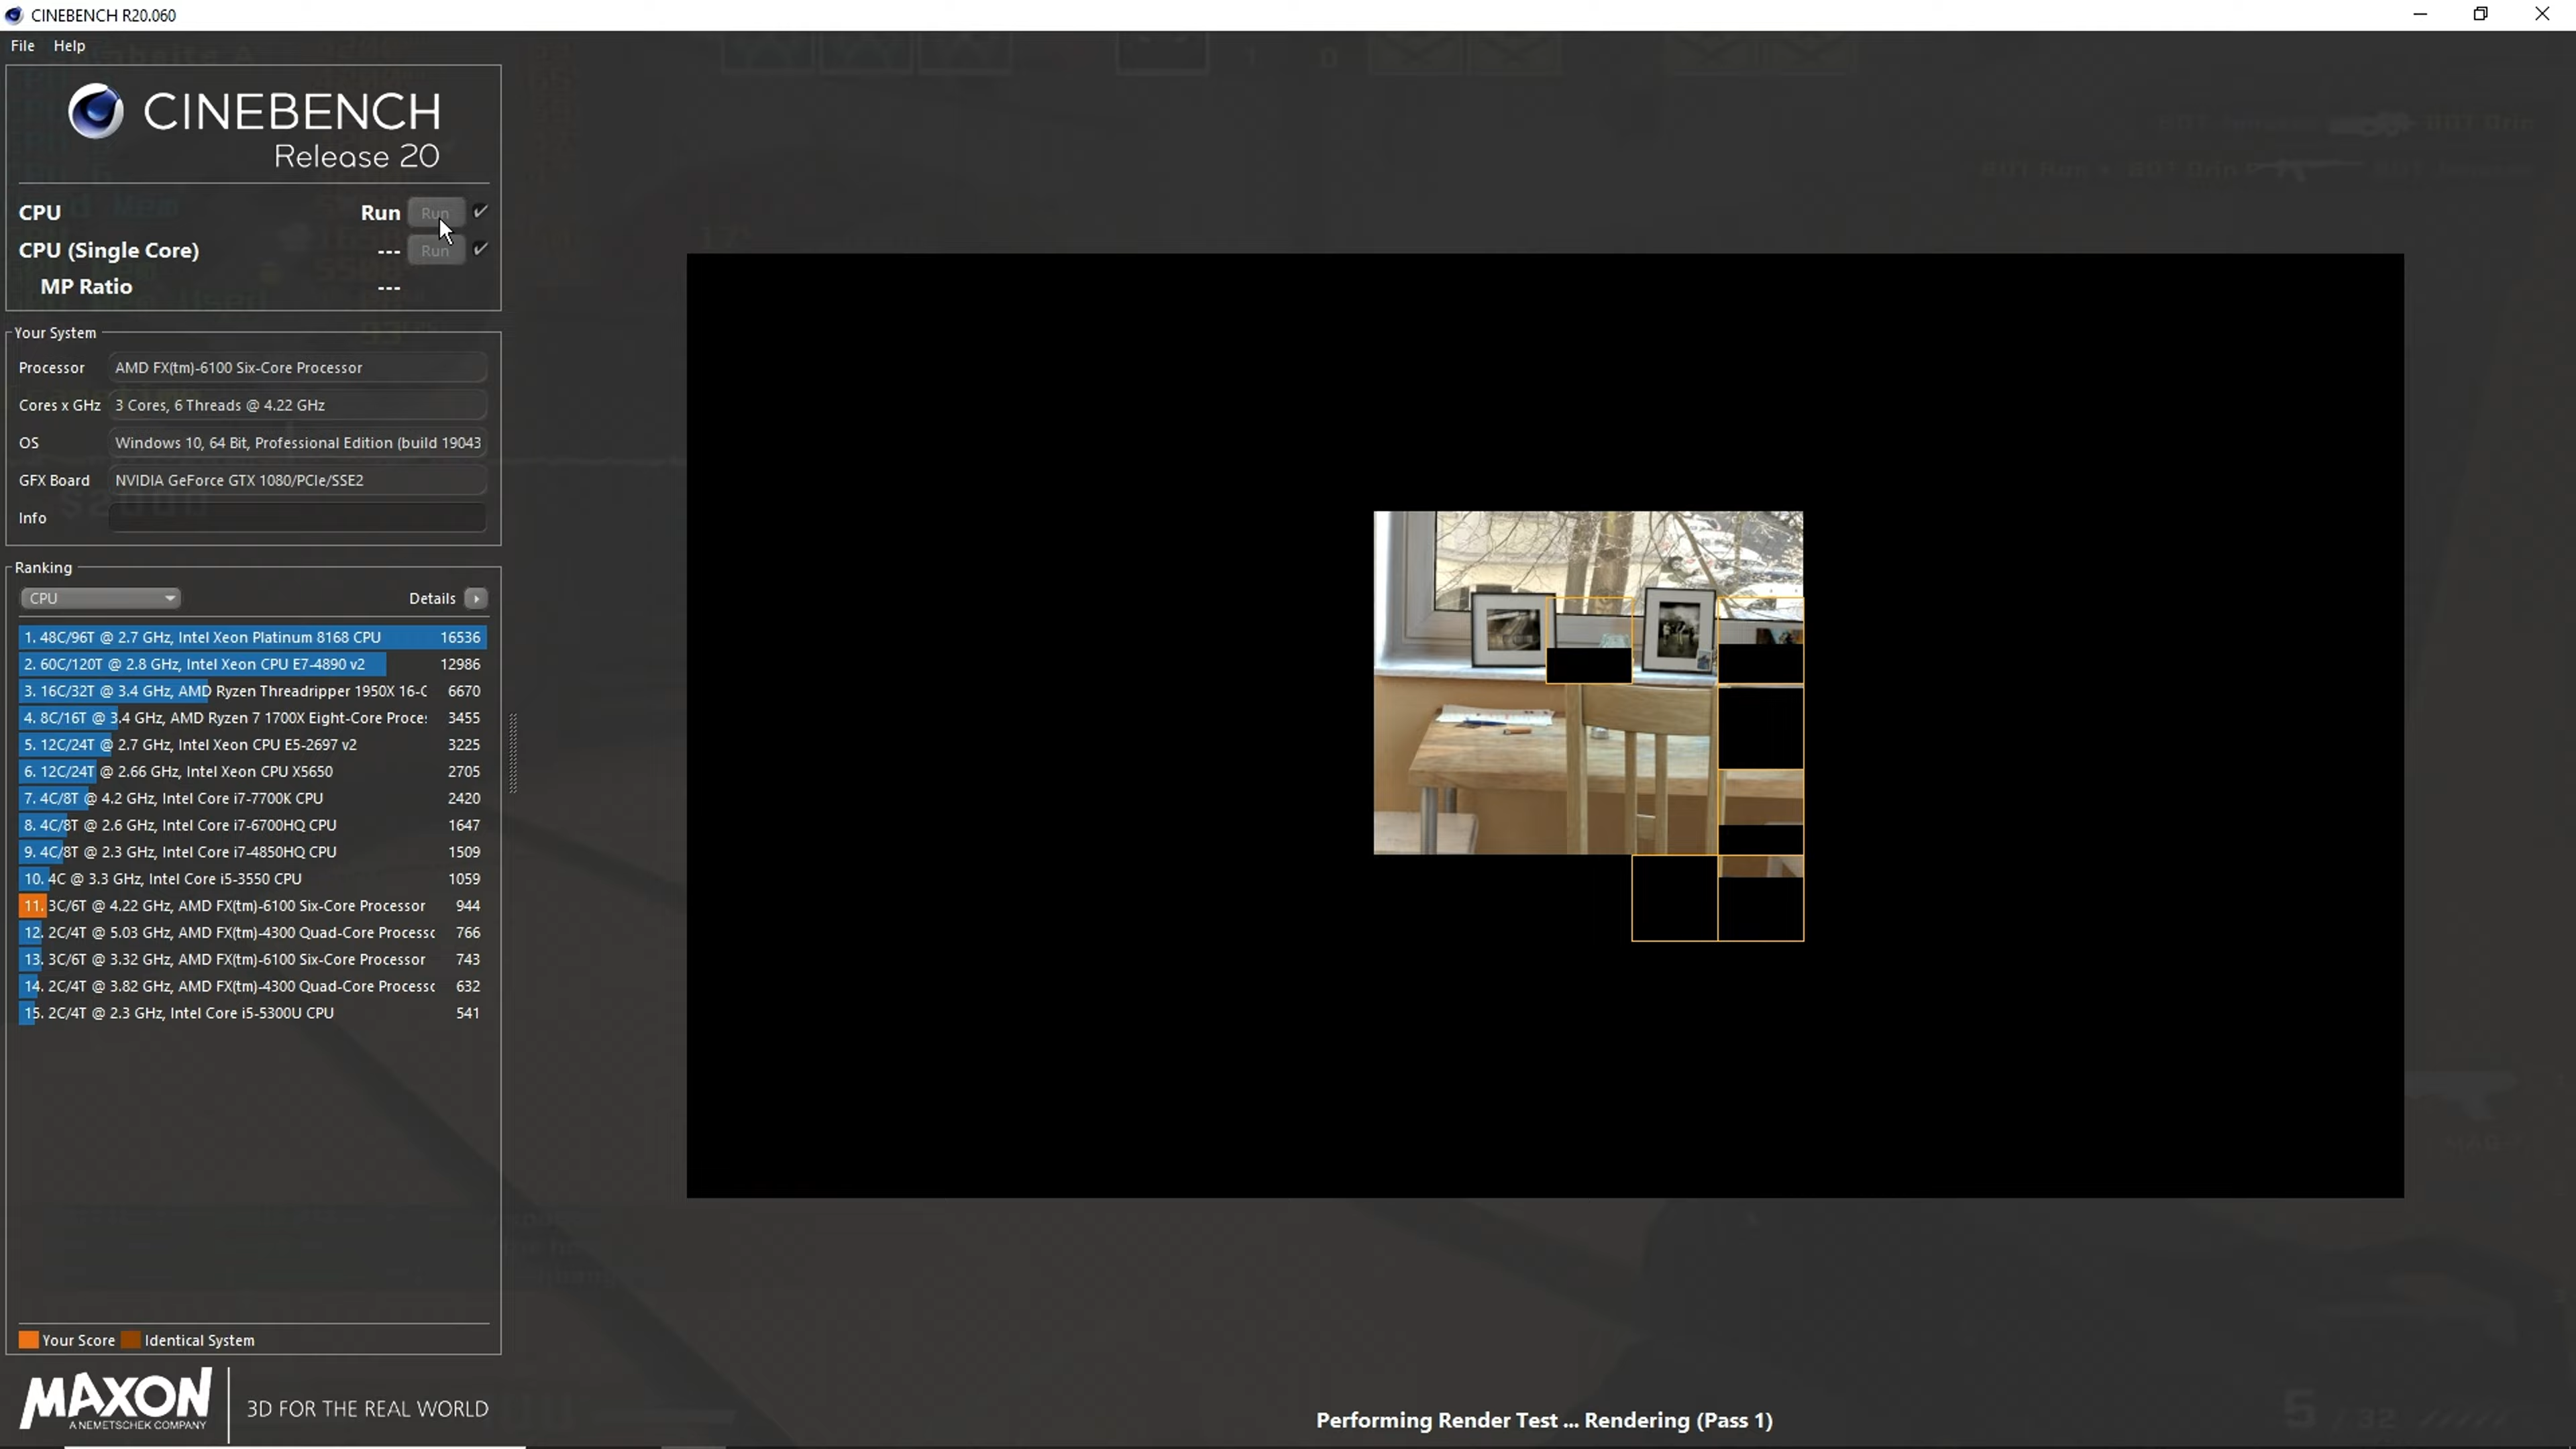 CINEBENCH R20.060
File Help
CINEBENCH
Release 20
CPU Run Run
CPU (Single Core) --- Run
MP Ratio ---
Your System
Processor AMD FX(tm)-6100 Six-Core Processor
Cores x GHz 3 Cores, 6 Threads @ 4.22 GHz
OS Windows 10, 64 Bit, Professional Edition (build 19043
GFX Board NVIDIA GeForce GTX 1080/PCIe/SSE2
Info
Ranking
CPU Details
1. 48C/96T @ 2.7 GHz, Intel Xeon Platinum 8168 CPU 16536
2. 60C/120T @ 2.8 GHz, Intel Xeon CPU E7-4890 v2 12986
3. 16C/32T @ 3.4 GHz, AMD Ryzen Threadripper 1950X 16-C 6670
4. 8C/16T @ 3.4 GHz, AMD Ryzen 7 1700X Eight-Core Proce: 3455
5. 12C/24T @ 2.7 GHz, Intel Xeon CPU E5-2697 v2 3225
6. 12C/24T @ 2.66 GHz, Intel Xeon CPU X5650 2705
7. 4C/8T @ 4.2 GHz, Intel Core i7-7700K CPU 2420
8. 4C/8T @ 2.6 GHz, Intel Core i7-6700HQ CPU 1647
9. 4C/8T @ 2.3 GHz, Intel Core i7-4850HQ CPU 1509
10. 4C @ 3.3 GHz, Intel Core i5-3550 CPU 1059
11. 3C/6T @ 4.22 GHz, AMD FX(tm)-6100 Six-Core Processor 944
12. 2C/4T @ 5.03 GHz, AMD FX(tm)-4300 Quad-Core Processc 766
13. 3C/6T @ 3.32 GHz, AMD FX(tm)-6100 Six-Core Processor 743
14. 2C/4T @ 3.82 GHz, AMD FX(tm)-4300 Quad-Core Processc 632
15. 2C/4T @ 2.3 GHz, Intel Core i5-5300U CPU 541
Your Score Identical System
MAXON
A NEMETSCHEK COMPANY
3D FOR THE REAL WORLD
Performing Render Test ... Rendering (Pass 1)
$2000
5 / 32